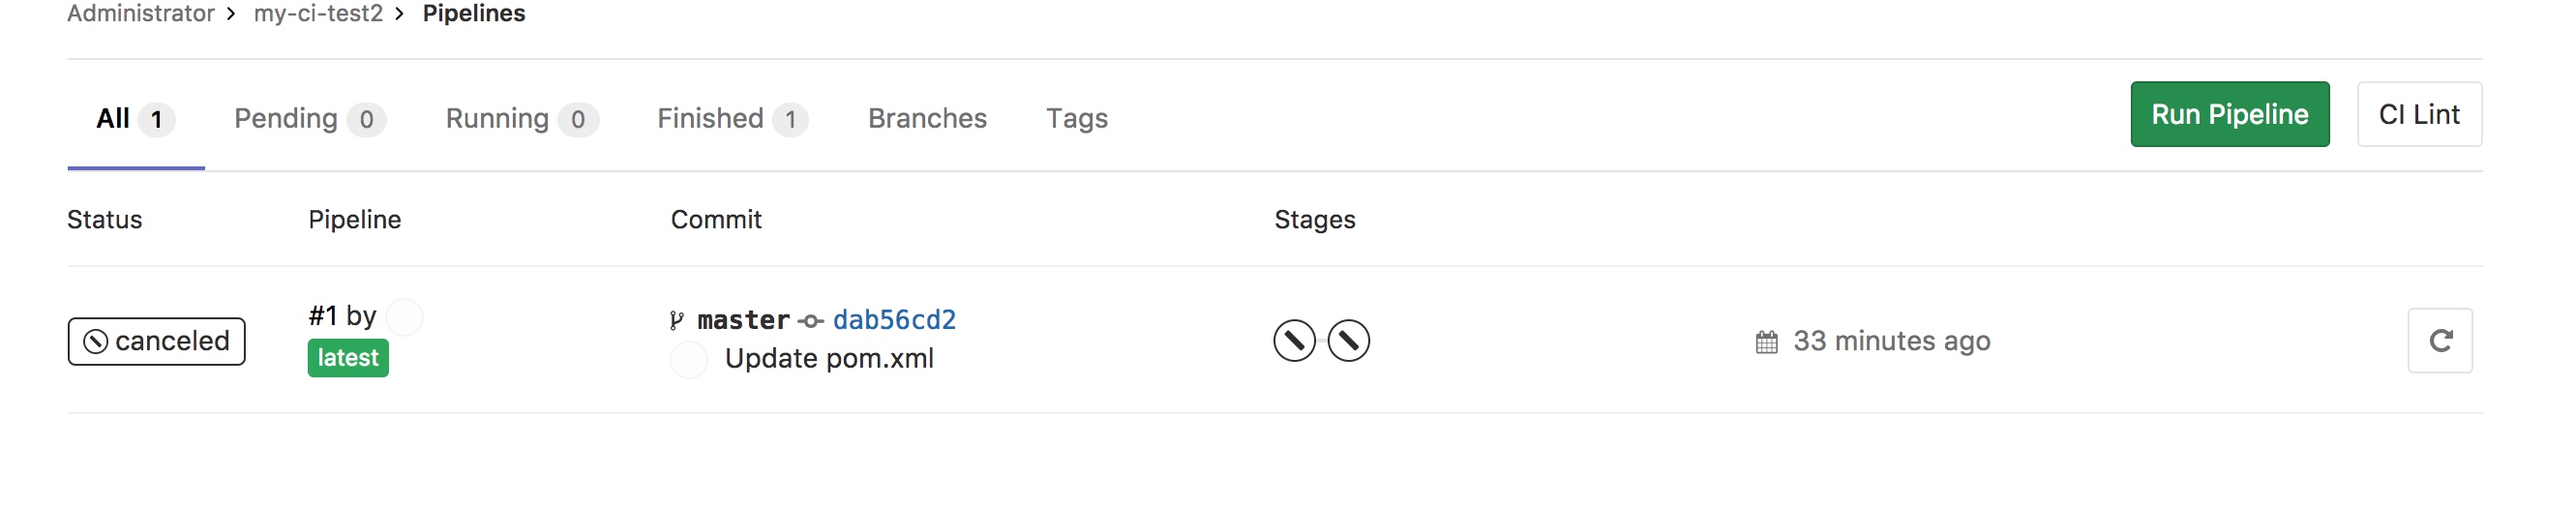 Administrator > my-ci-test2 > Pipelines
All 1 Pending 0 Running 0 Finished 1 Branches Tags Run Pipeline CI Lint
Status Pipeline Commit Stages
canceled #1 by master dab56cd2 33 minutes ago
latest Update pom.xml